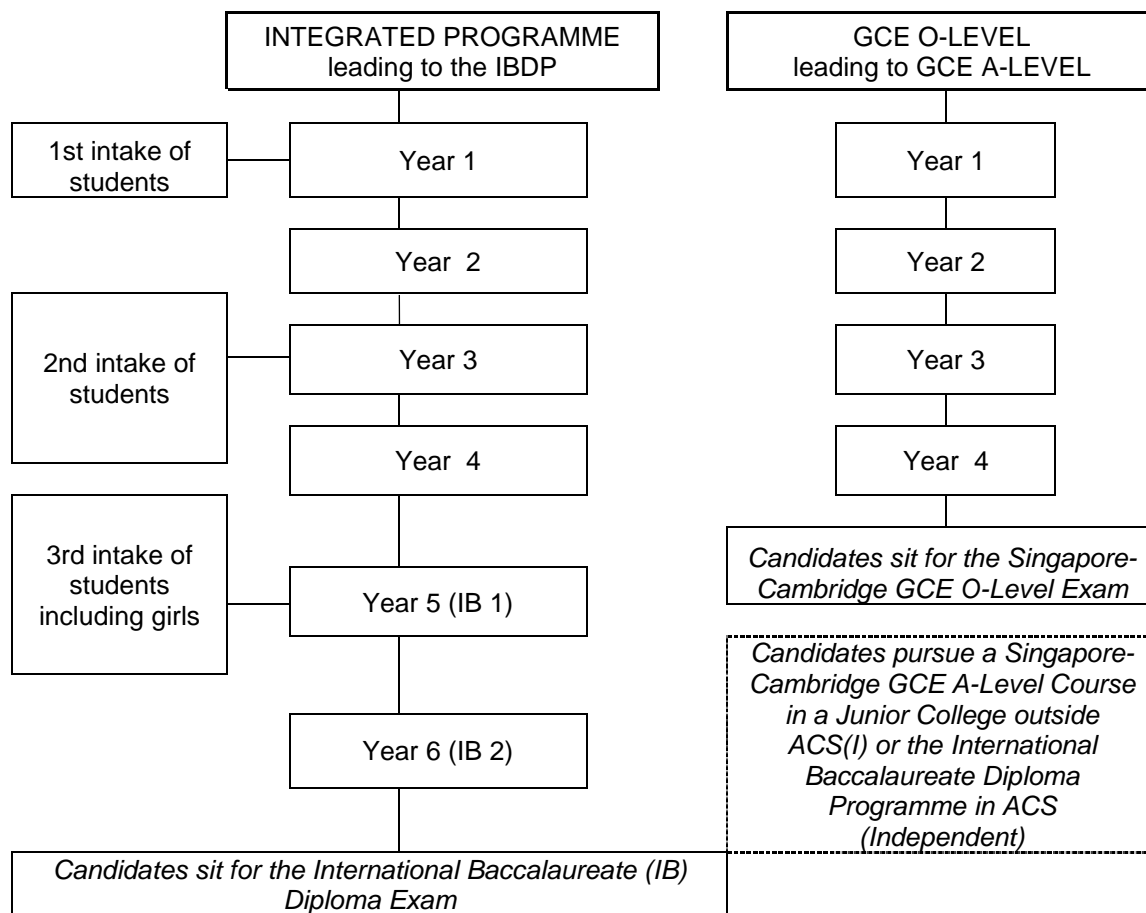 INTEGRATED PROGRAMME
leading to the IBDP
GCE O-LEVEL
leading to GCE A-LEVEL
1st intake of
students
Year 1
Year 1
Year 2
Year 2
2nd intake of
students
Year 3
Year 3
Year 4
Year 4
3rd intake of
students
including girls
Year 5 (IB 1)
Candidates sit for the Singapore-
Cambridge GCE O-Level Exam
Year 6 (IB 2)
Candidates pursue a Singapore-
Cambridge GCE A-Level Course
in a Junior College outside
ACS(I) or the International
Baccalaureate Diploma
Programme in ACS
(Independent)
Candidates sit for the International Baccalaureate (IB)
Diploma Exam